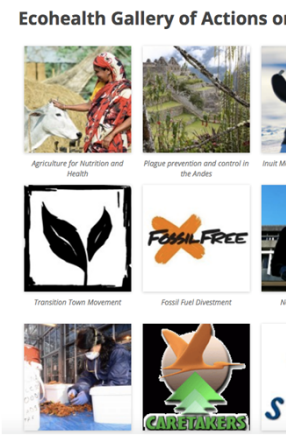 Ecohealth Gallery of Actions o
Agriculture for Nutrition and
Health
Plague prevention and control in
the Andes
Inuit M
Transition Town Movement
FOSSIL FREE
Fossil Fuel Divestment
N
CARETAKERS
S